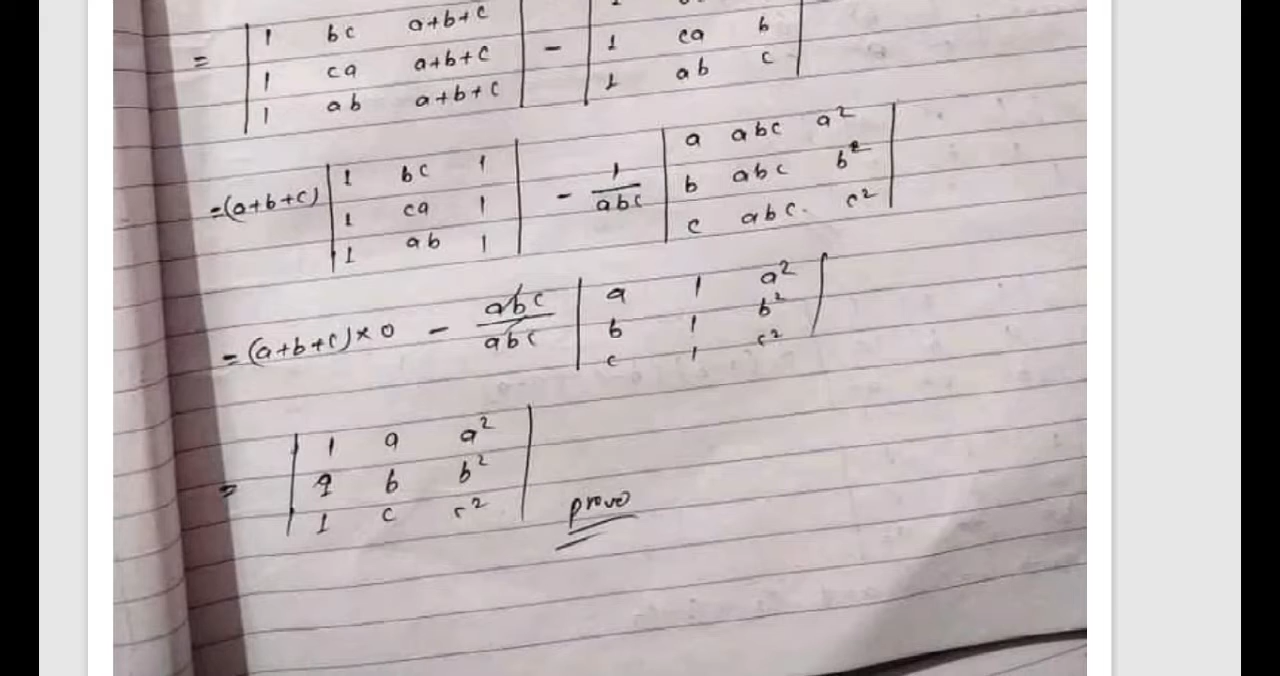 = | 1 bc a+b+c | - | 1
| 1 ca a+b+c | | 1 ca b
| 1 ab a+b+c | | 1 ab c
=(a+b+c) | 1 bc 1 | - 1/abc | a abc a² |
| 1 ca 1 | | b abc b² |
| 1 ab 1 | | c abc. c² |
= (a+b+c) × 0 - abc/abc | a 1 a² |
| b 1 b² |
| c 1 c² |
= | 1 a a² |
| 1 b b² |
| 1 c c² |
prove